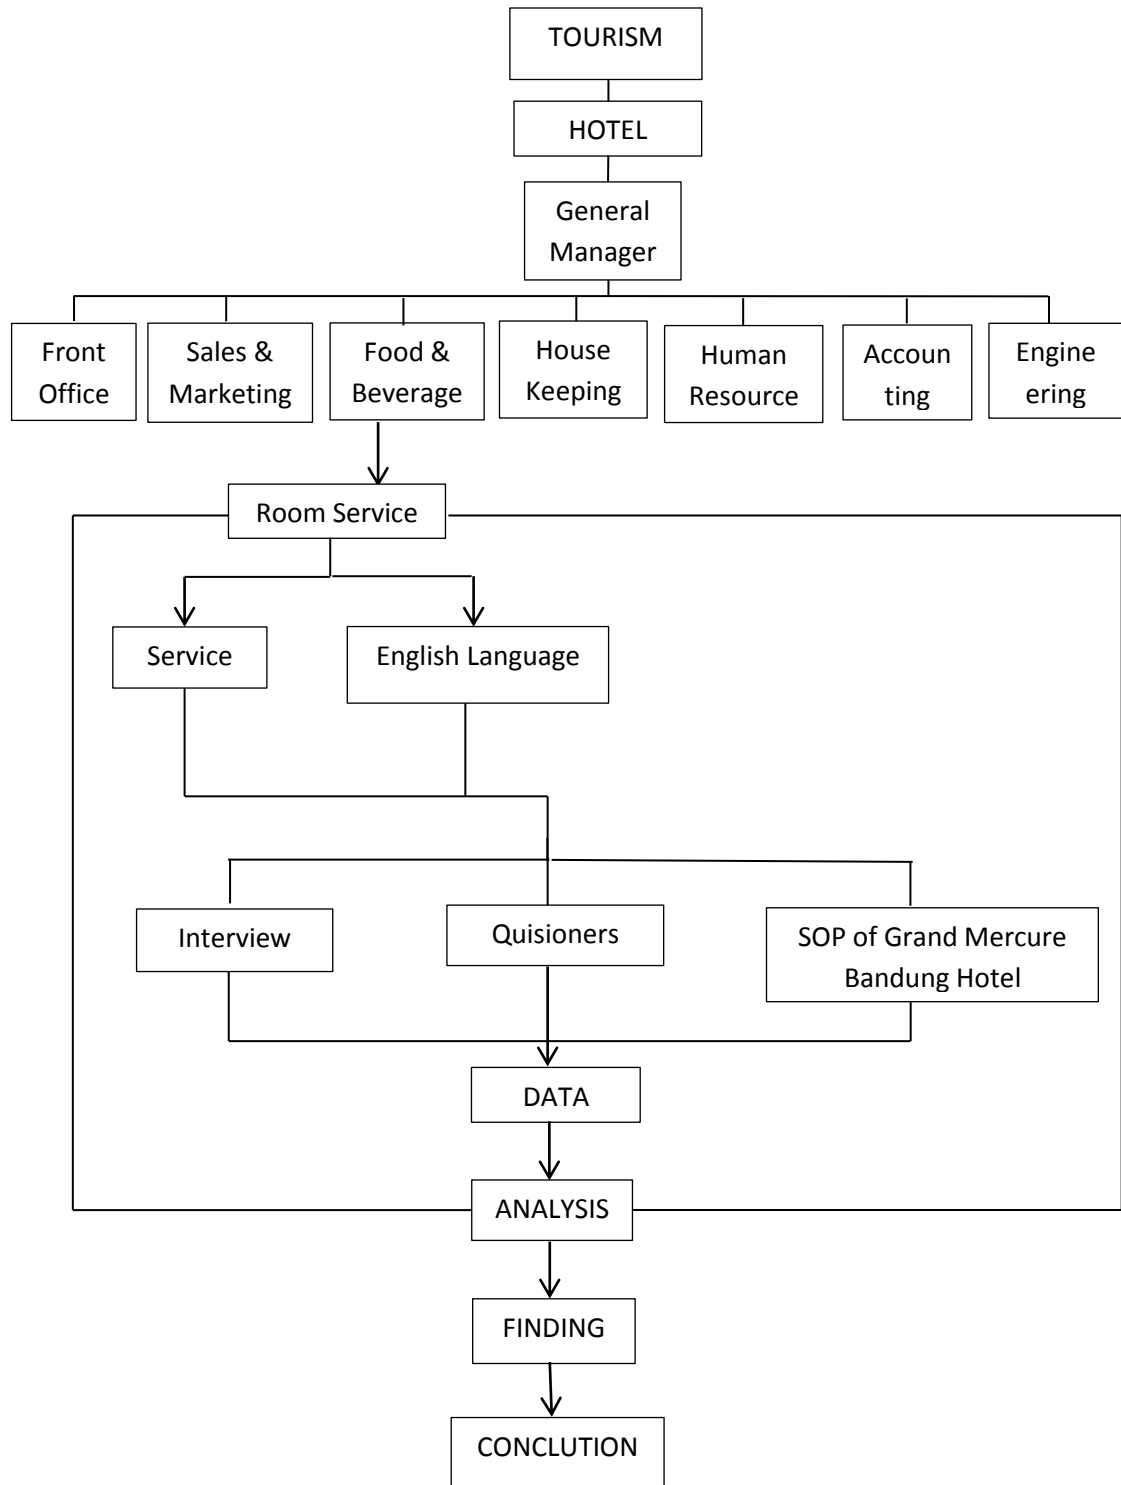 TOURISM
HOTEL
General
Manager
Front
Office
Sales &
Marketing
Food &
Beverage
House
Keeping
Human
Resource
Accoun
ting
Engine
ering
Room Service
Service
English Language
Interview
Quisioners
SOP of Grand Mercure
Bandung Hotel
DATA
ANALYSIS
FINDING
CONCLUTION